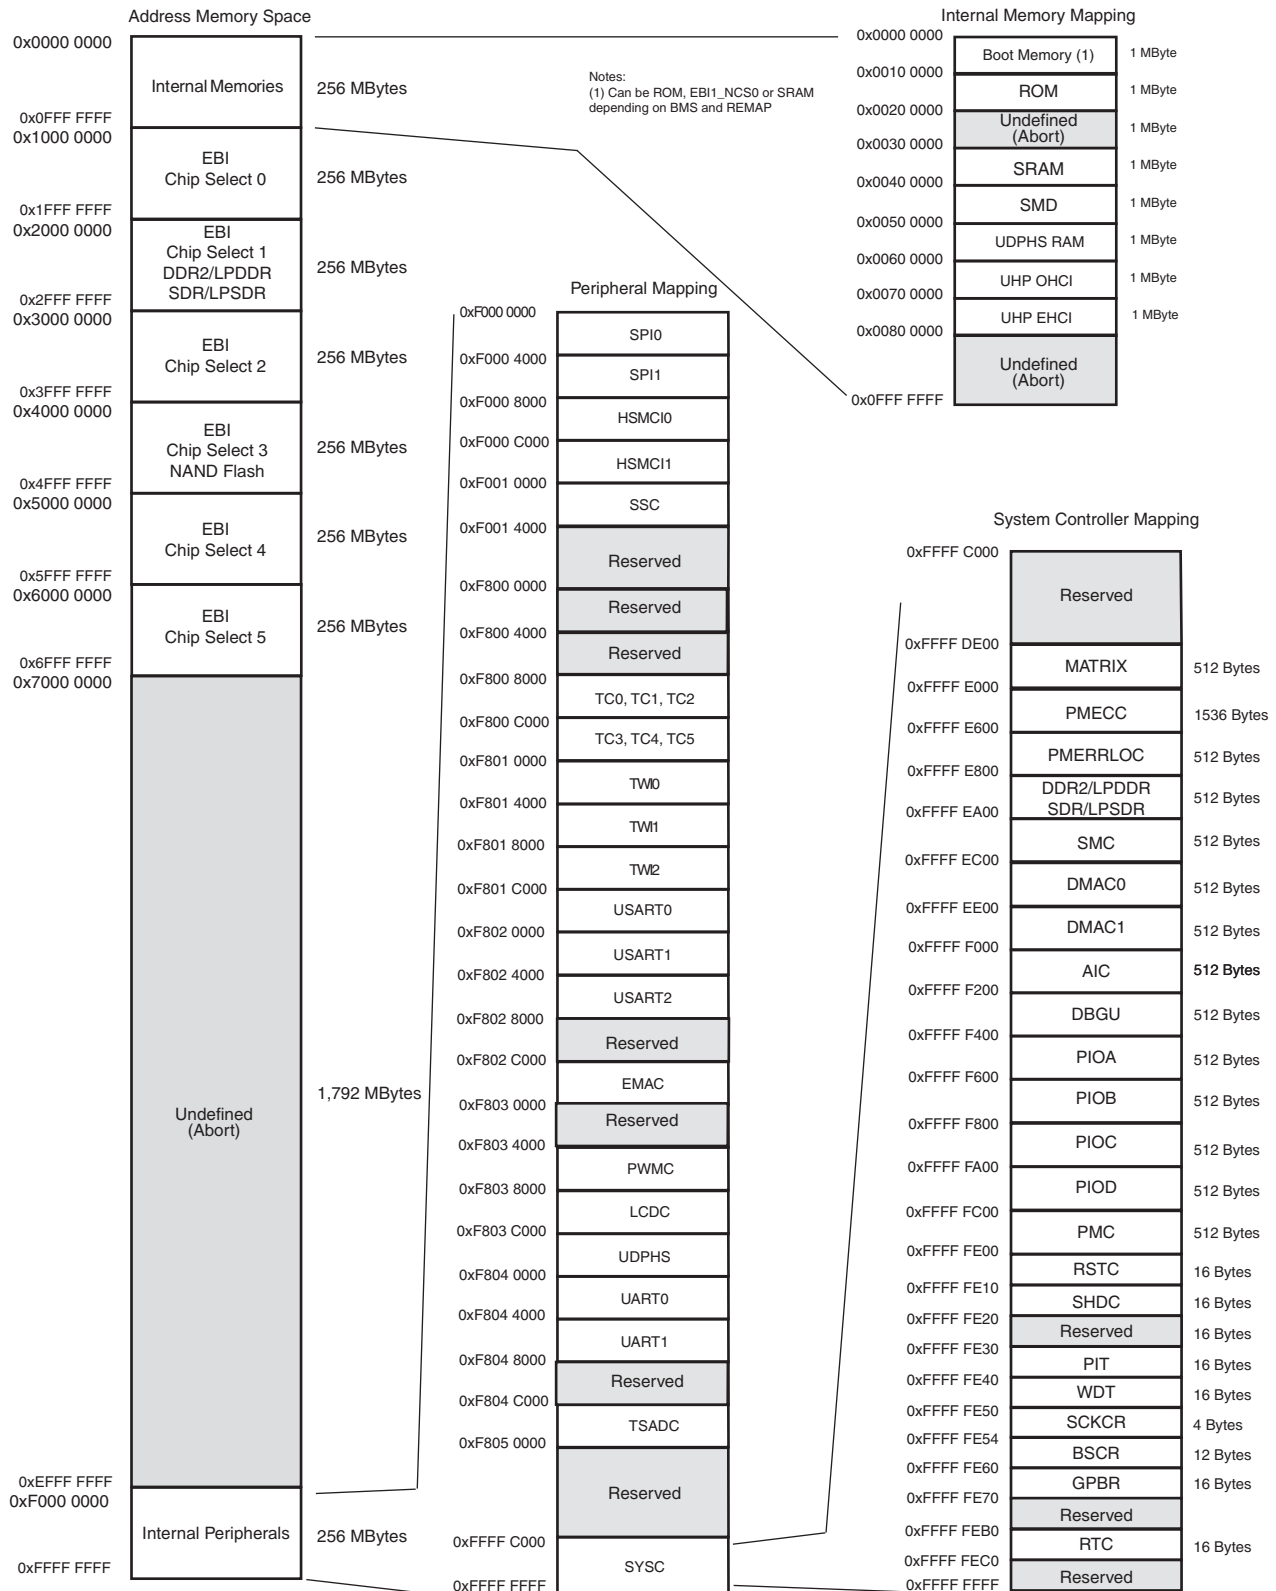 Address Memory Space
0x0000 0000
Internal Memories
256 MBytes
0x0FFF FFFF
0x1000 0000
EBI
Chip Select 0
256 MBytes
0x1FFF FFFF
0x2000 0000
EBI
Chip Select 1
DDR2/LPDDR
SDR/LPSDR
256 MBytes
0x2FFF FFFF
0x3000 0000
EBI
Chip Select 2
256 MBytes
0x3FFF FFFF
0x4000 0000
EBI
Chip Select 3
NAND Flash
256 MBytes
0x4FFF FFFF
0x5000 0000
EBI
Chip Select 4
256 MBytes
0x5FFF FFFF
0x6000 0000
EBI
Chip Select 5
256 MBytes
0x6FFF FFFF
0x7000 0000
Undefined
(Abort)
1,792 MBytes
0xEFFF FFFF
0xF000 0000
Internal Peripherals
256 MBytes
0xFFFF FFFF
Notes:
(1) Can be ROM, EBI1_NCS0 or SRAM
depending on BMS and REMAP
Peripheral Mapping
0xF000 0000
SPI0
0xF000 4000
SPI1
0xF000 8000
HSMCI0
0xF000 C000
HSMCI1
0xF001 0000
SSC
0xF001 4000
Reserved
0xF800 0000
Reserved
0xF800 4000
Reserved
0xF800 8000
TC0, TC1, TC2
0xF800 C000
TC3, TC4, TC5
0xF801 0000
TWI0
0xF801 4000
TWI1
0xF801 8000
TWI2
0xF801 C000
USART0
0xF802 0000
USART1
0xF802 4000
USART2
0xF802 8000
Reserved
0xF802 C000
EMAC
0xF803 0000
Reserved
0xF803 4000
PWMC
0xF803 8000
LCDC
0xF803 C000
UDPHS
0xF804 0000
UART0
0xF804 4000
UART1
0xF804 8000
Reserved
0xF804 C000
TSADC
0xF805 0000
Reserved
0xFFFF C000
SYSC
0xFFFF FFFF
Internal Memory Mapping
0x0000 0000
Boot Memory (1)
1 MByte
0x0010 0000
ROM
1 MByte
0x0020 0000
Undefined
(Abort)
1 MByte
0x0030 0000
SRAM
1 MByte
0x0040 0000
SMD
1 MByte
0x0050 0000
UDPHS RAM
1 MByte
0x0060 0000
UHP OHCI
1 MByte
0x0070 0000
UHP EHCI
1 MByte
0x0080 0000
Undefined
(Abort)
0x0FFF FFFF
System Controller Mapping
0xFFFF C000
Reserved
0xFFFF DE00
MATRIX
512 Bytes
0xFFFF E000
PMECC
1536 Bytes
0xFFFF E600
PMERRLOC
512 Bytes
0xFFFF E800
DDR2/LPDDR
SDR/LPSDR
512 Bytes
0xFFFF EA00
SMC
512 Bytes
0xFFFF EC00
DMAC0
512 Bytes
0xFFFF EE00
DMAC1
512 Bytes
0xFFFF F000
AIC
512 Bytes
0xFFFF F200
DBGU
512 Bytes
0xFFFF F400
PIOA
512 Bytes
0xFFFF F600
PIOB
512 Bytes
0xFFFF F800
PIOC
512 Bytes
0xFFFF FA00
PIOD
512 Bytes
0xFFFF FC00
PMC
512 Bytes
0xFFFF FE00
RSTC
16 Bytes
0xFFFF FE10
SHDC
16 Bytes
0xFFFF FE20
Reserved
16 Bytes
0xFFFF FE30
PIT
16 Bytes
0xFFFF FE40
WDT
16 Bytes
0xFFFF FE50
SCKCR
4 Bytes
0xFFFF FE54
BSCR
12 Bytes
0xFFFF FE60
GPBR
16 Bytes
0xFFFF FE70
Reserved
0xFFFF FEB0
RTC
16 Bytes
0xFFFF FEC0
Reserved
0xFFFF FFFF